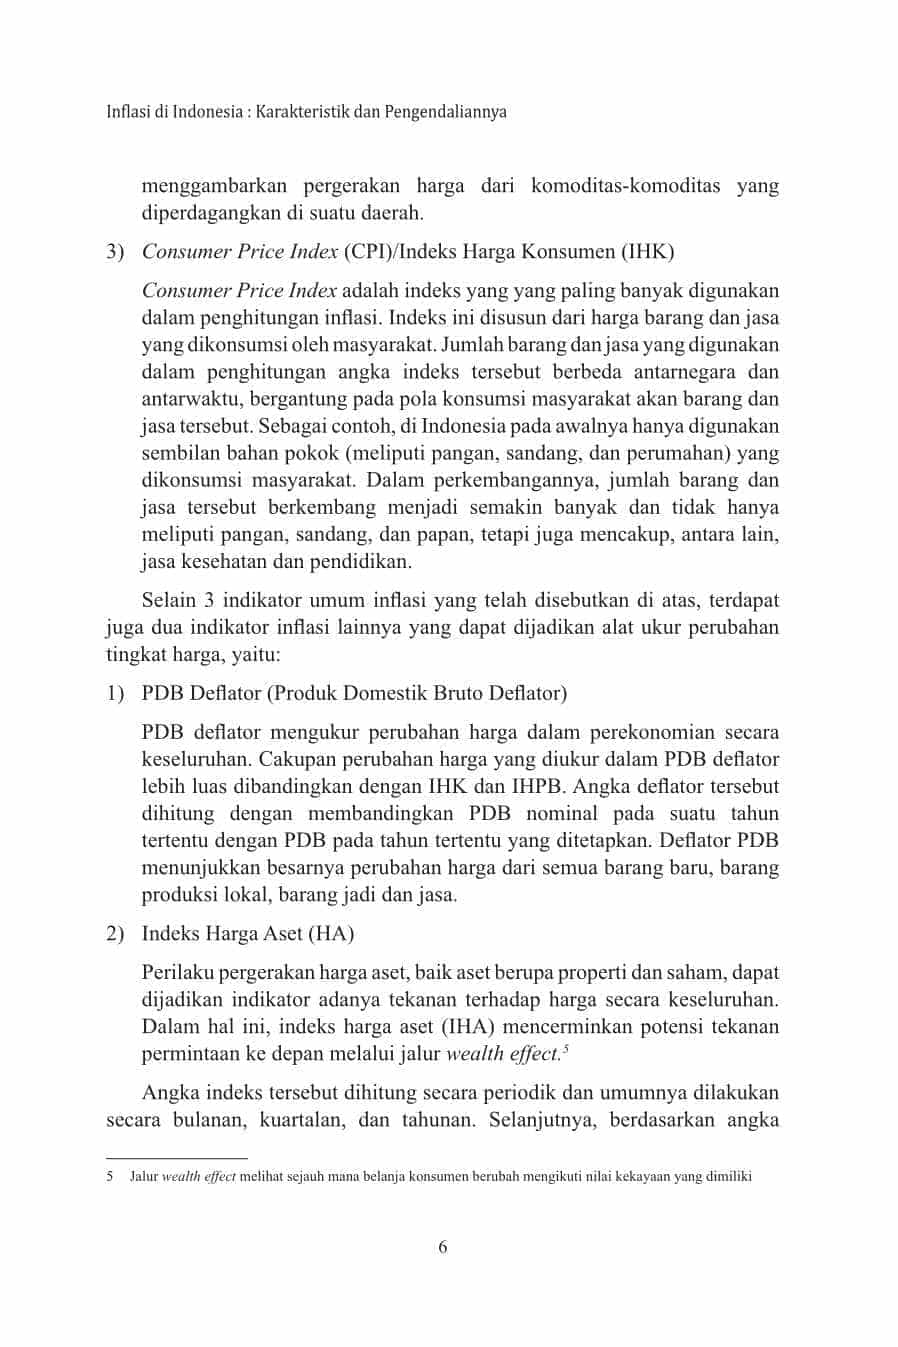 Inflasi di Indonesia : Karakteristik dan Pengendaliannya
menggambarkan pergerakan harga dari komoditas-komoditas yang
diperdagangkan di suatu daerah.
3) Consumer Price Index (CPI)/Indeks Harga Konsumen (IHK)
Consumer Price Index adalah indeks yang yang paling banyak digunakan
dalam penghitungan inflasi. Indeks ini disusun dari harga barang dan jasa
yang dikonsumsi oleh masyarakat. Jumlah barang dan jasa yang digunakan
dalam penghitungan angka indeks tersebut berbeda antarnegara dan
antarwaktu, bergantung pada pola konsumsi masyarakat akan barang dan
jasa tersebut. Sebagai contoh, di Indonesia pada awalnya hanya digunakan
sembilan bahan pokok (meliputi pangan, sandang, dan perumahan) yang
dikonsumsi masyarakat. Dalam perkembangannya, jumlah barang dan
jasa tersebut berkembang menjadi semakin banyak dan tidak hanya
meliputi pangan, sandang, dan papan, tetapi juga mencakup, antara lain,
jasa kesehatan dan pendidikan.
Selain 3 indikator umum inflasi yang telah disebutkan di atas, terdapat
juga dua indikator inflasi lainnya yang dapat dijadikan alat ukur perubahan
tingkat harga, yaitu:
1) PDB Deflator (Produk Domestik Bruto Deflator)
PDB deflator mengukur perubahan harga dalam perekonomian secara
keseluruhan. Cakupan perubahan harga yang diukur dalam PDB deflator
lebih luas dibandingkan dengan IHK dan IHPB. Angka deflator tersebut
dihitung dengan membandingkan PDB nominal pada suatu tahun
tertentu dengan PDB pada tahun tertentu yang ditetapkan. Deflator PDB
menunjukkan besarnya perubahan harga dari semua barang baru, barang
produksi lokal, barang jadi dan jasa.
2) Indeks Harga Aset (HA)
Perilaku pergerakan harga aset, baik aset berupa properti dan saham, dapat
dijadikan indikator adanya tekanan terhadap harga secara keseluruhan.
Dalam hal ini, indeks harga aset (IHA) mencerminkan potensi tekanan
permintaan ke depan melalui jalur wealth effect.5
Angka indeks tersebut dihitung secara periodik dan umumnya dilakukan
secara bulanan, kuartalan, dan tahunan. Selanjutnya, berdasarkan angka
5 Jalur wealth effect melihat sejauh mana belanja konsumen berubah mengikuti nilai kekayaan yang dimiliki
6